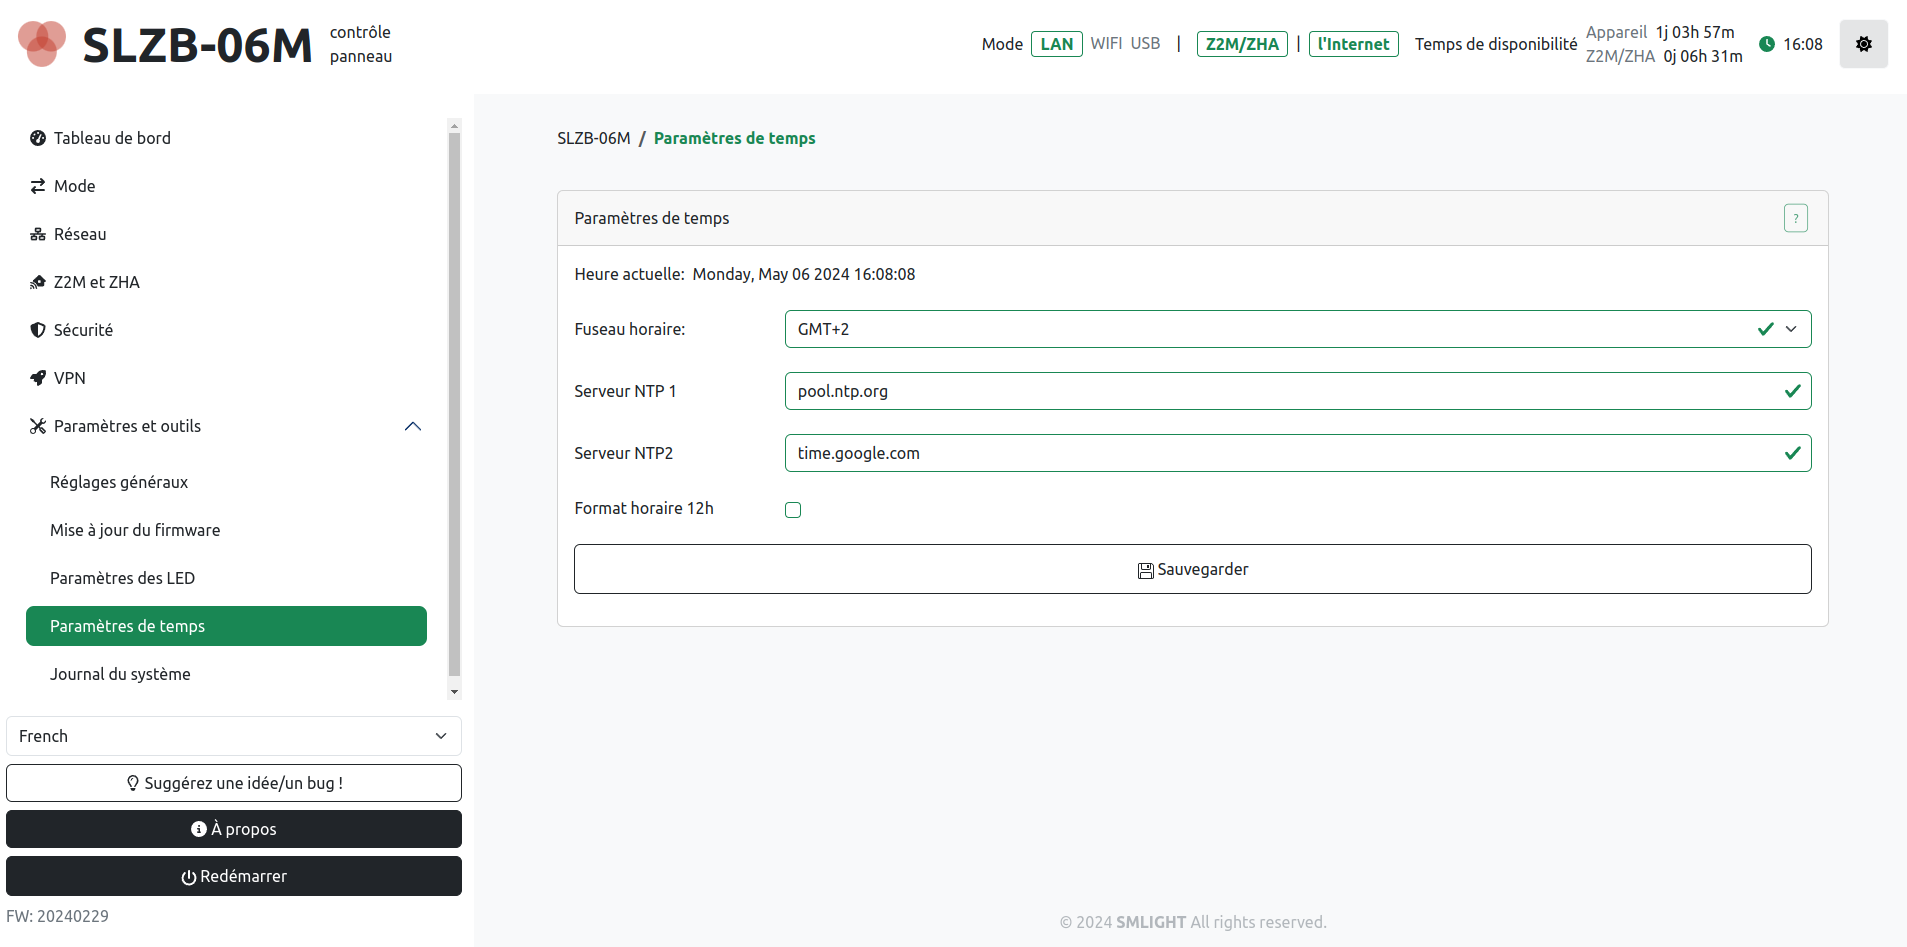 SLZB-06M
contrôle
panneau
Mode LAN WIFI USB | Z2M/ZHA | l'Internet Temps de disponibilité
Appareil 1j 03h 57m
Z2M/ZHA 0j 06h 31m
16:08
Tableau de bord
Mode
Réseau
Z2M et ZHA
Sécurité
VPN
Paramètres et outils
Réglages généraux
Mise à jour du firmware
Paramètres des LED
Paramètres de temps
Journal du système
French
Suggérez une idée/un bug !
À propos
Redémarrer
FW: 20240229
SLZB-06M / Paramètres de temps
Paramètres de temps
?
Heure actuelle: Monday, May 06 2024 16:08:08
Fuseau horaire: GMT+2
Serveur NTP 1 pool.ntp.org
Serveur NTP2 time.google.com
Format horaire 12h
Sauvegarder
© 2024 SMLIGHT All rights reserved.